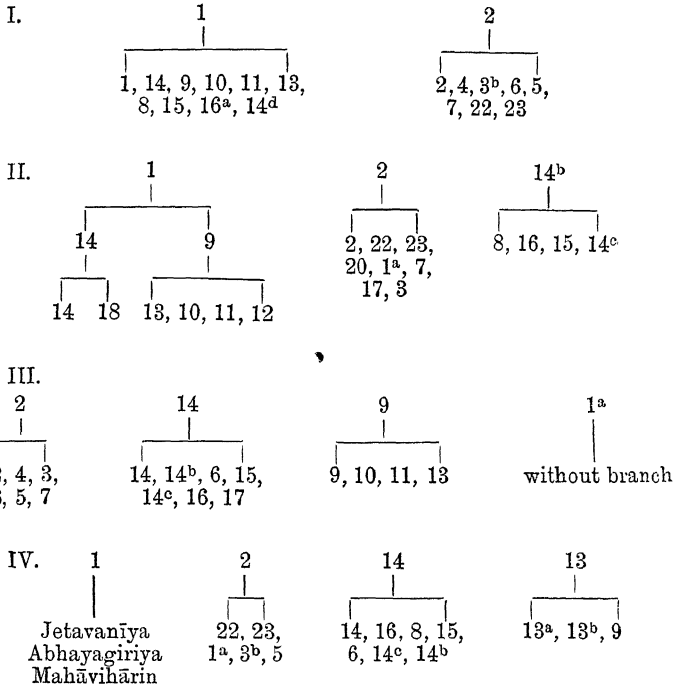 I. 1 2
1, 14, 9, 10, 11, 13, 2, 4, 3ᵇ, 6, 5,
8, 15, 16ᵃ, 14ᵈ 7, 22, 23
II. 1 2 14ᵇ
14 9 2, 22, 23, 8, 16, 15, 14ᶜ
20, 1ᵃ, 7,
17, 3
14 18 13, 10, 11, 12
III.
2 14 9 1ᵃ
, 4, 3, 14, 14ᵇ, 6, 15, 9, 10, 11, 13 without branch
, 5, 7 14ᶜ, 16, 17
IV. 1 2 14 13
Jetavanīya 22, 23, 14, 16, 8, 15, 13ᵃ, 13ᵇ, 9
Abhayagiriya 1ᵃ, 3ᵇ, 5 6, 14ᶜ, 14ᵇ
Mahāvihārin